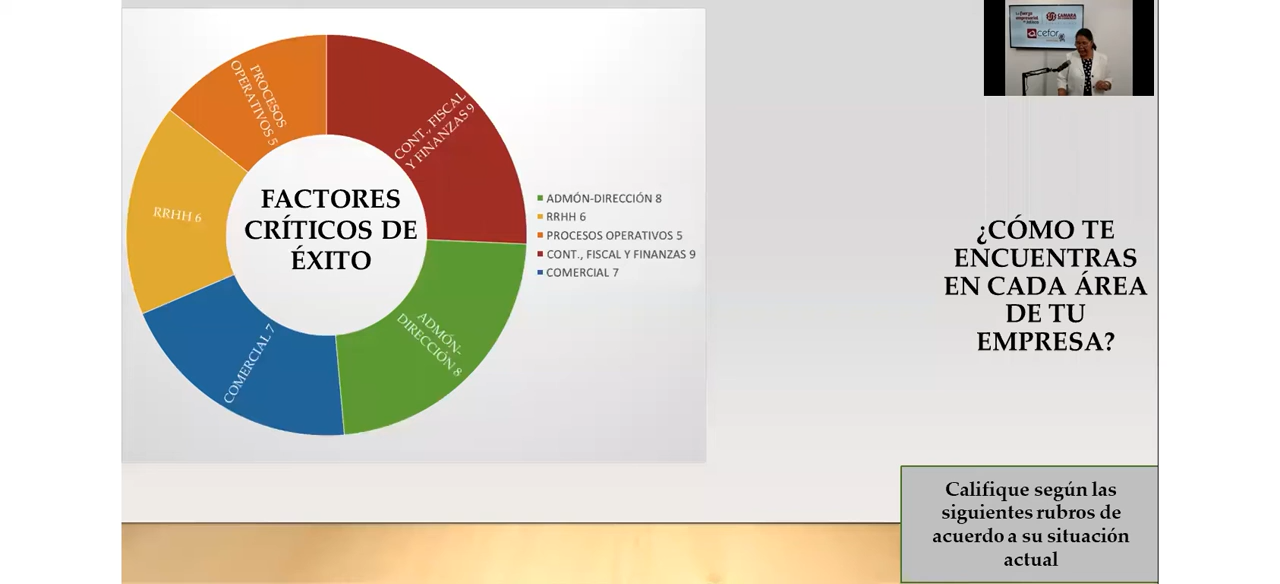 PROCESOS
OPERATIVOS 5
CONT., FISCAL
Y FINANZAS 9
RRHH 6
COMERCIAL 7
ADMÓN-
DIRECCIÓN 8
FACTORES
CRÍTICOS DE
ÉXITO
ADMÓN-DIRECCIÓN 8
RRHH 6
PROCESOS OPERATIVOS 5
CONT., FISCAL Y FINANZAS 9
COMERCIAL 7
CAMARA
cefor
¿CÓMO TE
ENCUENTRAS
EN CADA ÁREA
DE TU
EMPRESA?
Califique según las
siguientes rubros de
acuerdo a su situación
actual